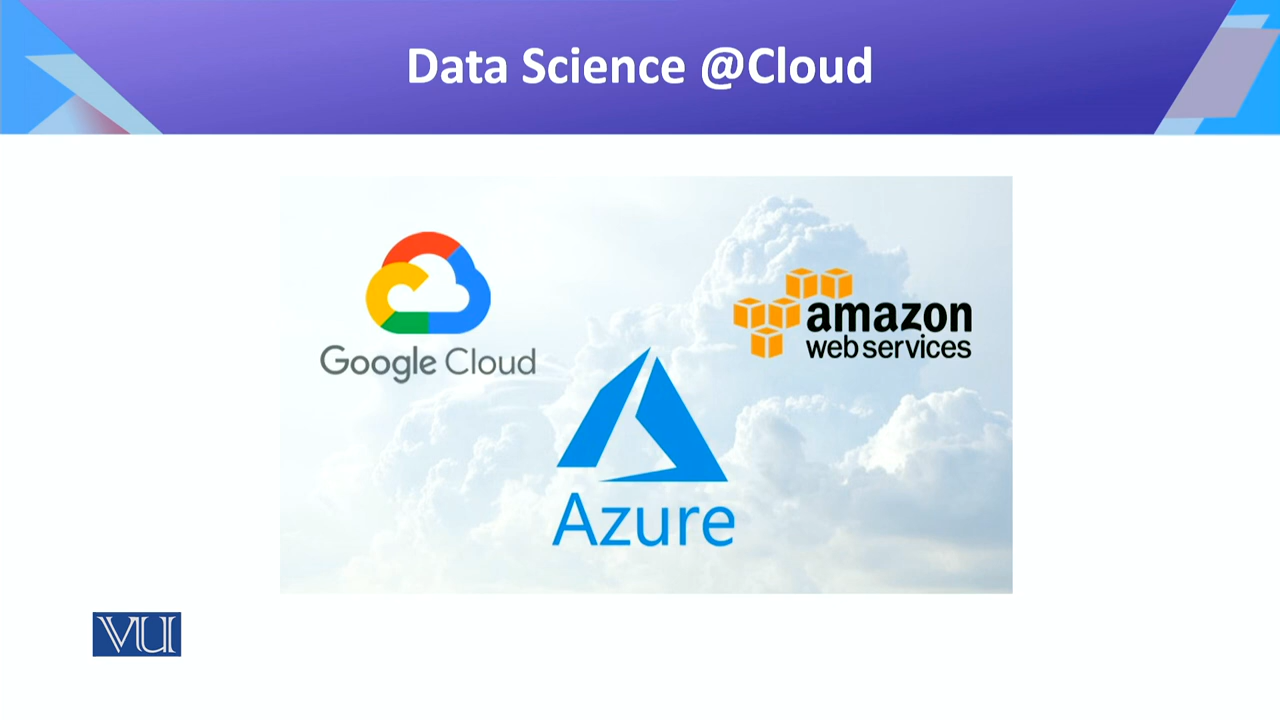 Data Science @Cloud
Google Cloud
amazon
web services
Azure
VU